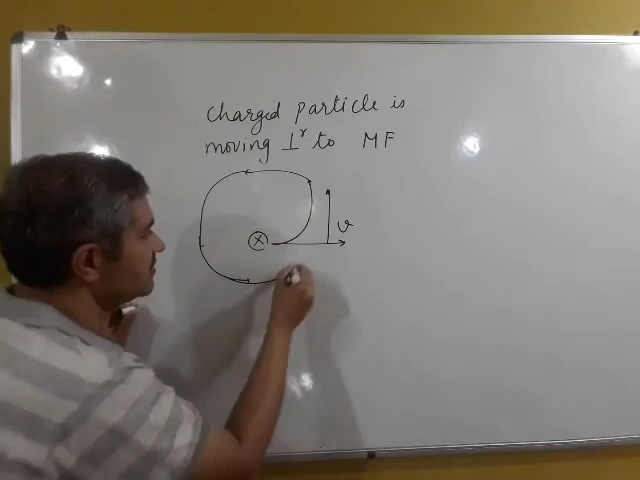 Charged particle is
moving ⊥ʳ to MF
v